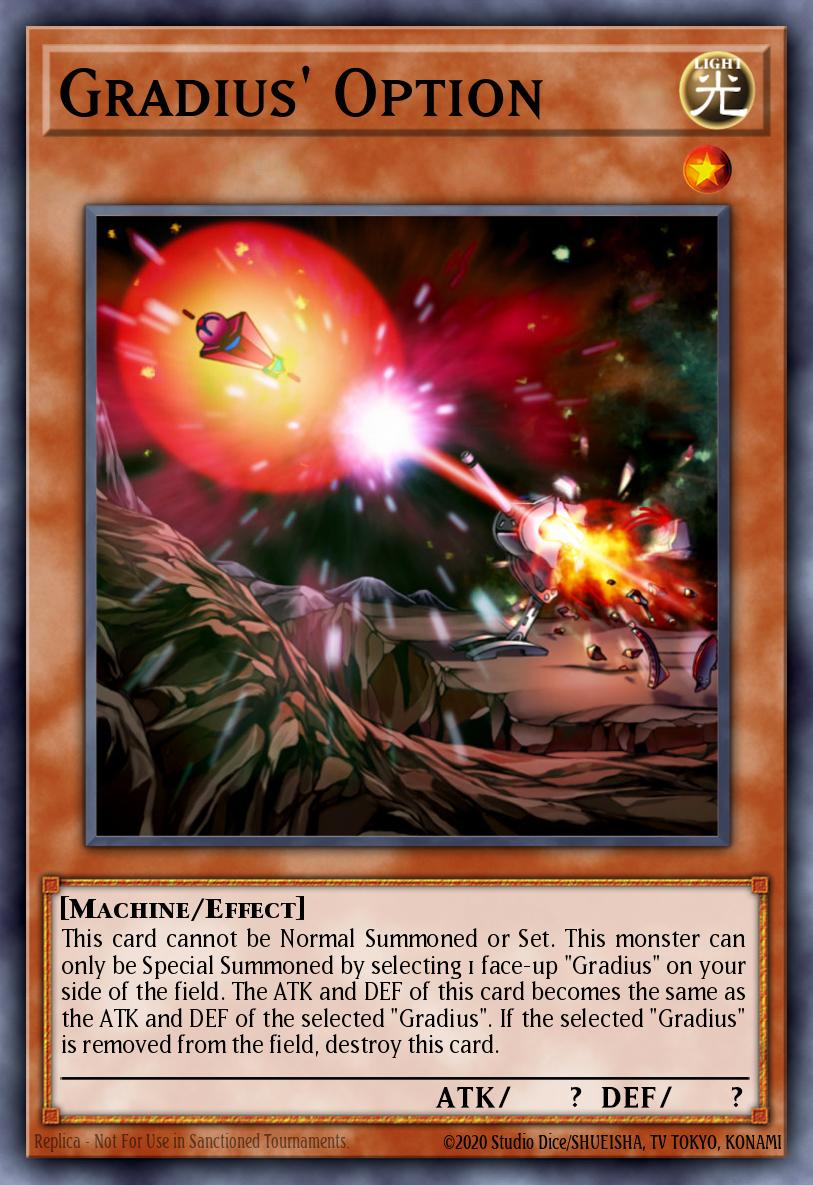 Gradius' Option
LIGHT
光
[Machine/Effect]
This card cannot be Normal Summoned or Set. This monster can
only be Special Summoned by selecting 1 face-up "Gradius" on your
side of the field. The ATK and DEF of this card becomes the same as
the ATK and DEF of the selected "Gradius". If the selected "Gradius"
is removed from the field, destroy this card.
ATK/ ? DEF/ ?
Replica - Not For Use in Sanctioned Tournaments.
©2020 Studio Dice/SHUEISHA, TV TOKYO, KONAMI